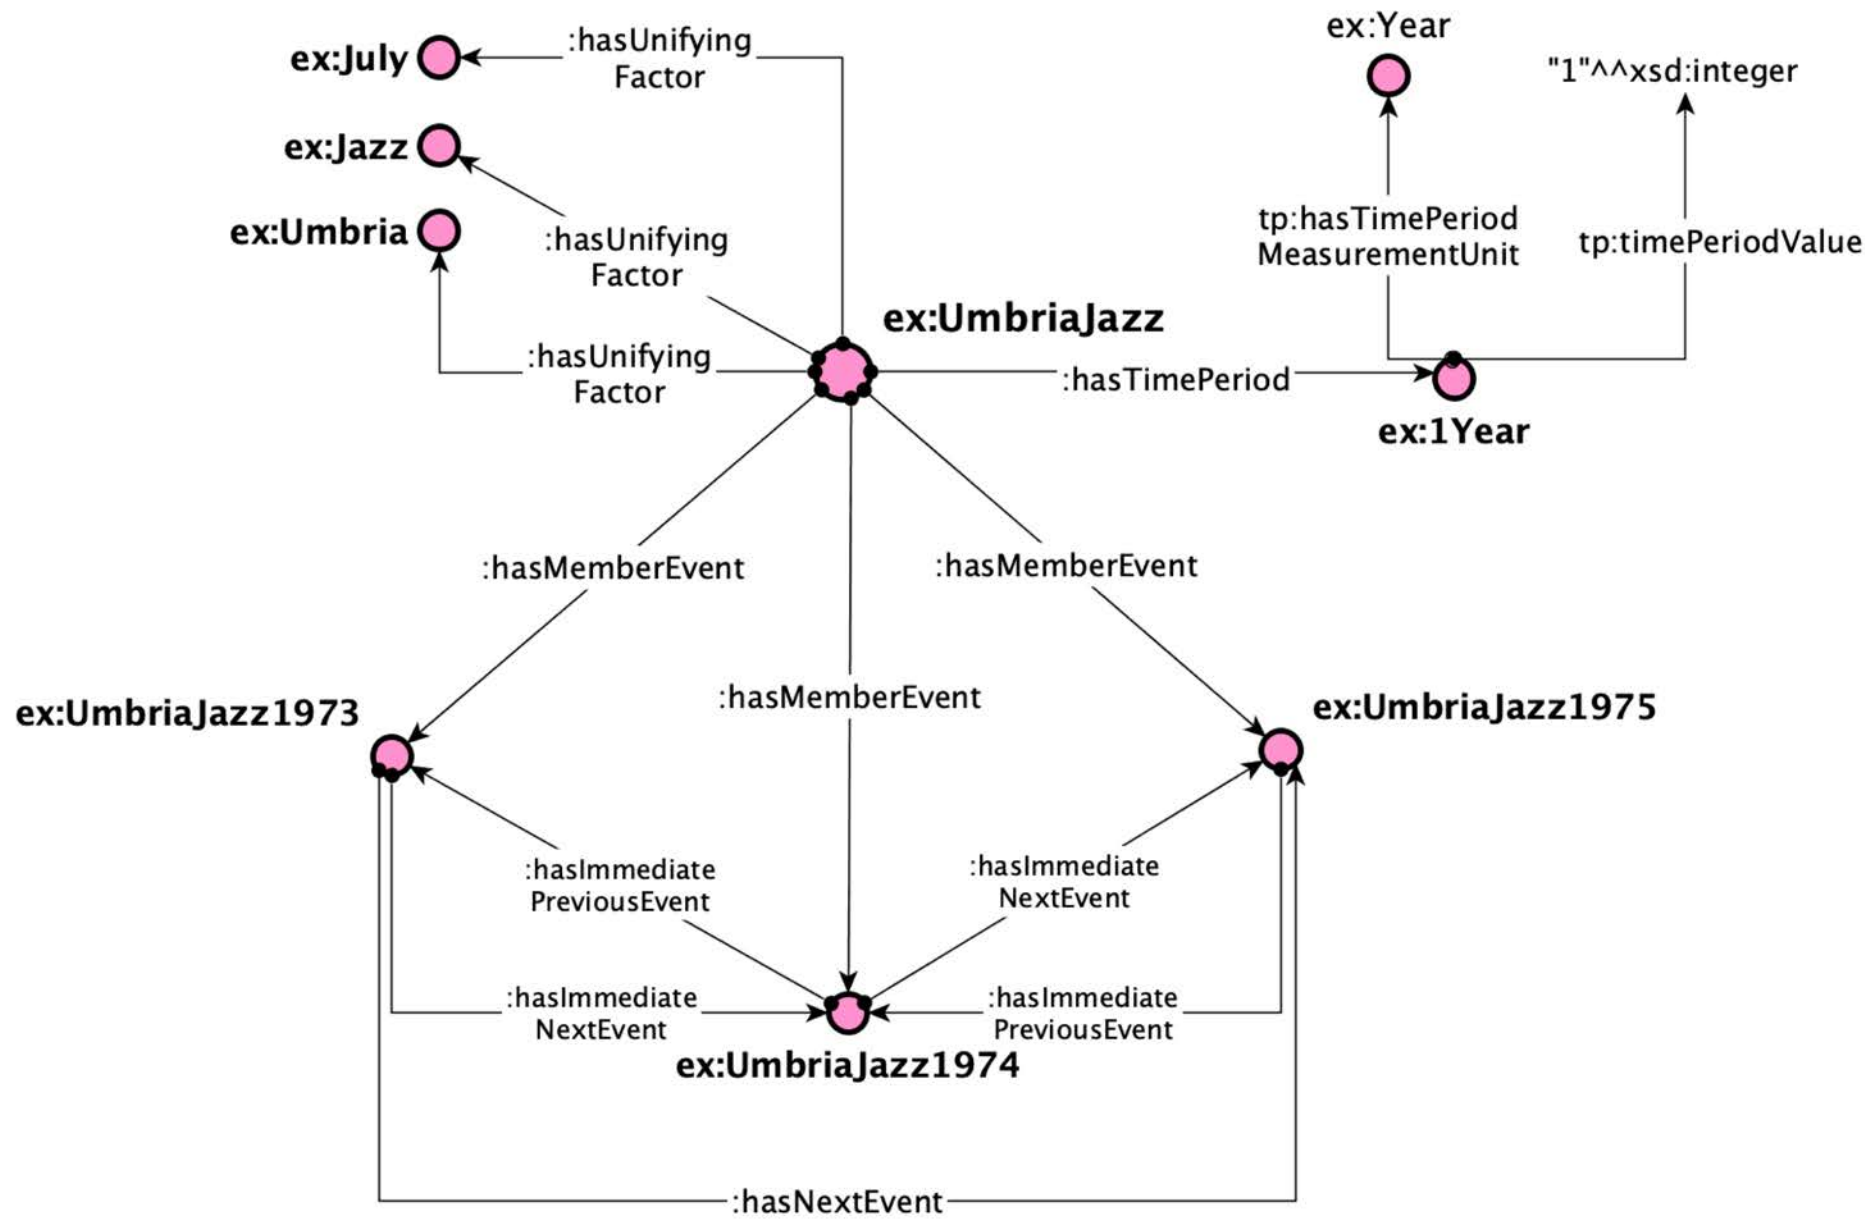 ex:July
:hasUnifying
Factor
ex:Year
"1"^^xsd:integer
ex:Jazz
ex:Umbria
:hasUnifying
Factor
tp:hasTimePeriod
MeasurementUnit
tp:timePeriodValue
ex:UmbriaJazz
:hasUnifying
Factor
:hasTimePeriod
ex:1Year
:hasMemberEvent
:hasMemberEvent
:hasMemberEvent
ex:UmbriaJazz1973
ex:UmbriaJazz1975
:hasImmediate
PreviousEvent
:hasImmediate
NextEvent
:hasImmediate
NextEvent
:hasImmediate
PreviousEvent
ex:UmbriaJazz1974
:hasNextEvent